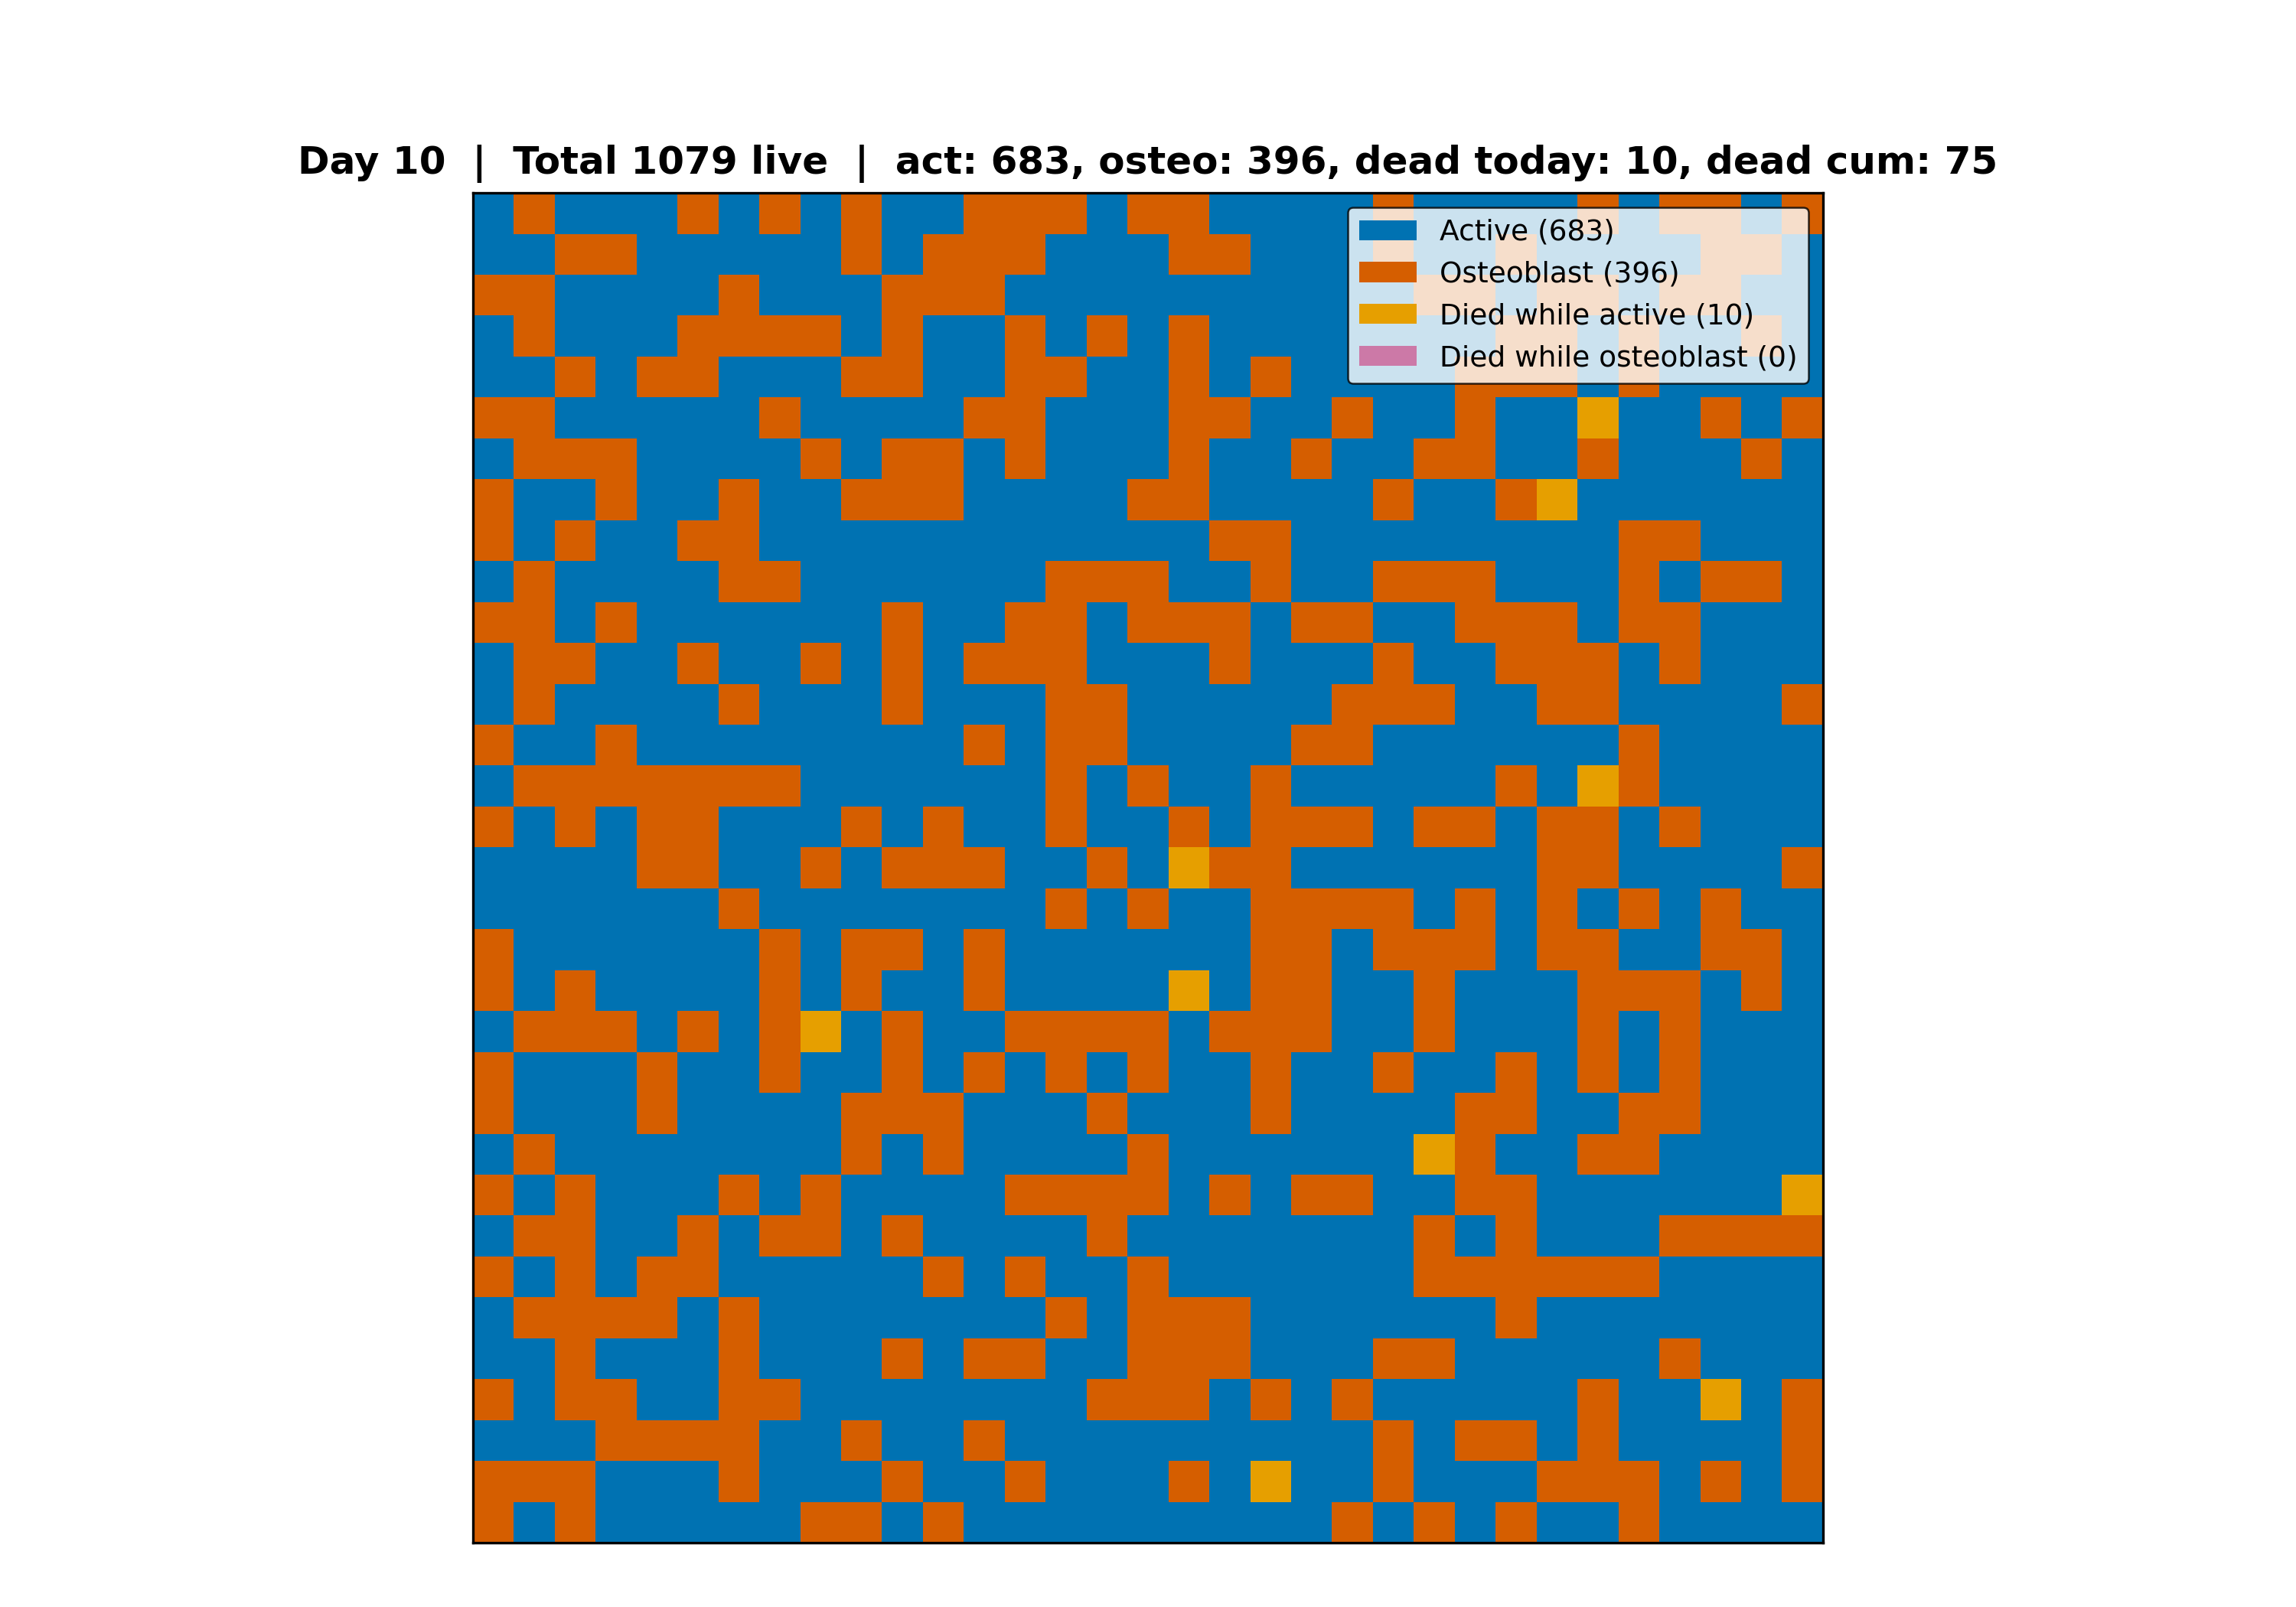 Day 10 | Total 1079 live | act: 683, osteo: 396, dead today: 10, dead cum: 75
Active (683)
Osteoblast (396)
Died while active (10)
Died while osteoblast (0)